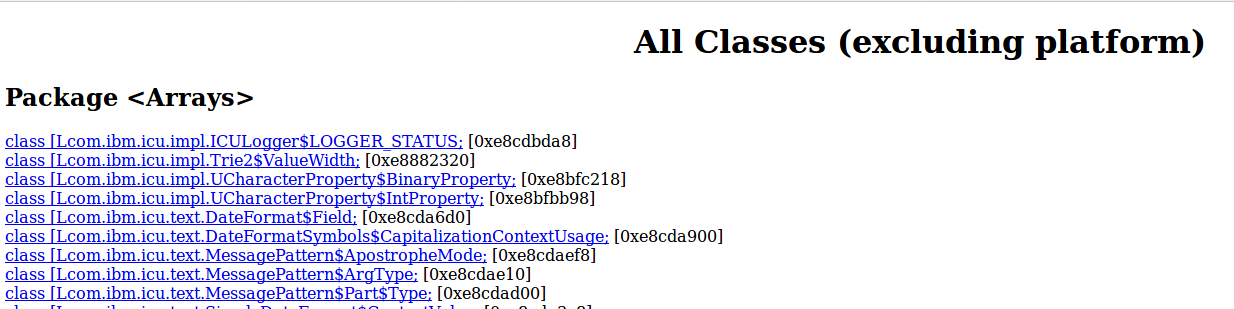 All Classes (excluding platform)
Package <Arrays>
class [Lcom.ibm.icu.impl.ICULogger$LOGGER_STATUS; [0xe8cdbda8]
class [Lcom.ibm.icu.impl.Trie2$ValueWidth; [0xe8882320]
class [Lcom.ibm.icu.impl.UCharacterProperty$BinaryProperty; [0xe8bfc218]
class [Lcom.ibm.icu.impl.UCharacterProperty$IntProperty; [0xe8bfbb98]
class [Lcom.ibm.icu.text.DateFormat$Field; [0xe8cda6d0]
class [Lcom.ibm.icu.text.DateFormatSymbols$CapitalizationContextUsage; [0xe8cda900]
class [Lcom.ibm.icu.text.MessagePattern$ApostropheMode; [0xe8cdaef8]
class [Lcom.ibm.icu.text.MessagePattern$ArgType; [0xe8cdae10]
class [Lcom.ibm.icu.text.MessagePattern$Part$Type; [0xe8cdad00]